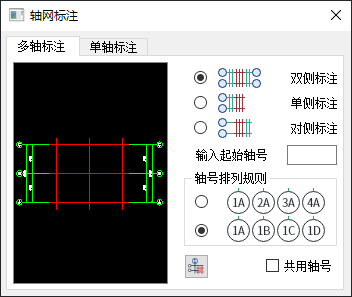 轴网标注
多轴标注 单轴标注
双侧标注
单侧标注
对侧标注
输入起始轴号
轴号排列规则
1A 2A 3A 4A
1A 1B 1C 1D
共用轴号